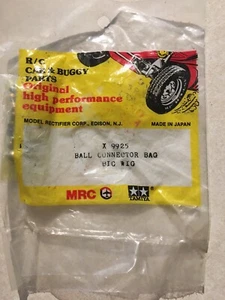 R/C
CAR & BUGGY
PARTS
Original
high performance
equipment
MODEL RECTIFIER CORP., EDISON, N.J.
MADE IN JAPAN
X 9925
BALL CONNECTOR BAG
BIG WIG
MRC
TAMIYA